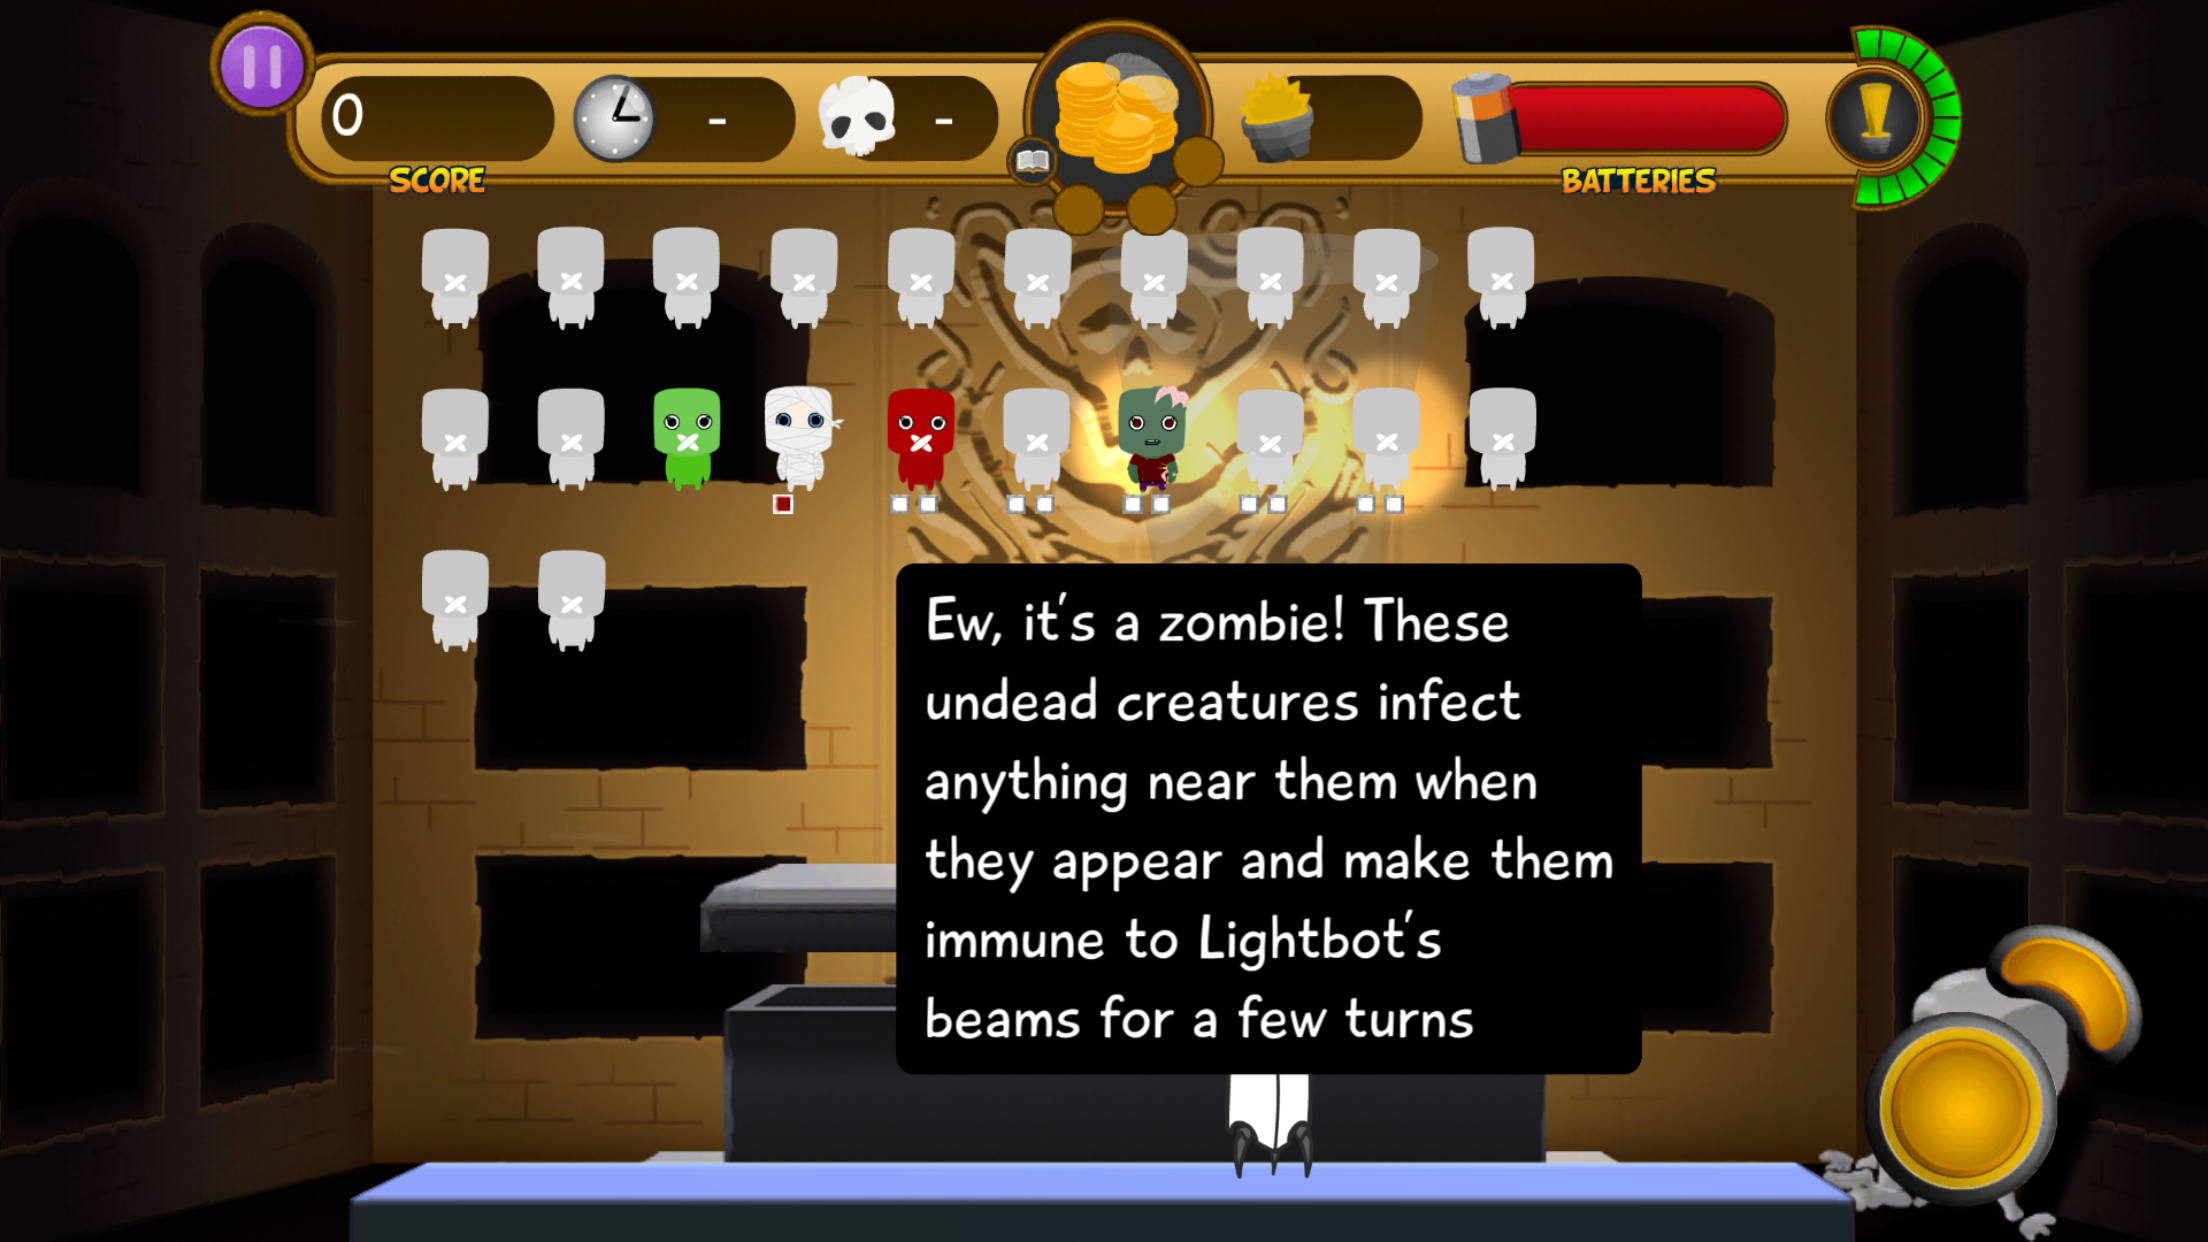 0
-
-
SCORE
BATTERIES
Ew, it's a zombie! These
undead creatures infect
anything near them when
they appear and make them
immune to Lightbot's
beams for a few turns